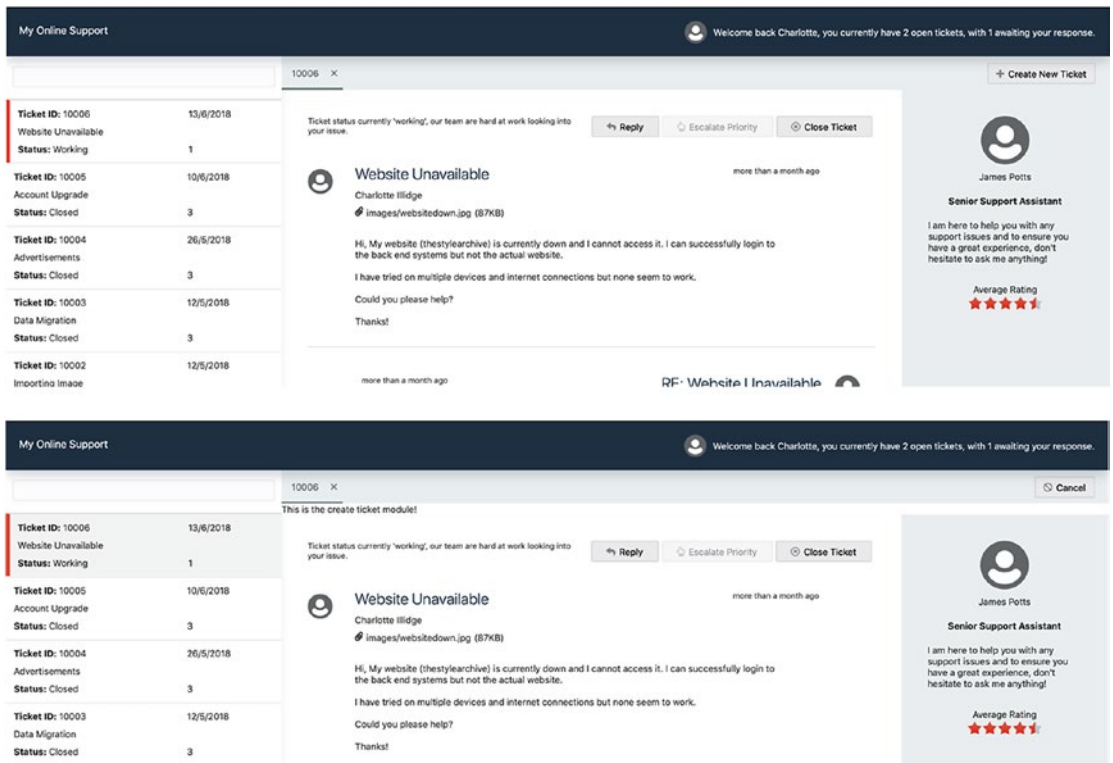 My Online Support
Welcome back Charlotte, you currently have 2 open tickets, with 1 awaiting your response.
10006 ×
+ Create New Ticket
Ticket ID: 10006 13/6/2018
Website Unavailable
Status: Working 1
Ticket ID: 10005 10/6/2018
Account Upgrade
Status: Closed 3
Ticket ID: 10004 26/5/2018
Advertisements
Status: Closed 3
Ticket ID: 10003 12/5/2018
Data Migration
Status: Closed 3
Ticket ID: 10002 12/5/2018
Importing Image
Ticket status currently 'working', our team are hard at work looking into
your issue.
Reply
Escalate Priority
Close Ticket
Website Unavailable
more than a month ago
Charlotte Illidge
images/websitedown.jpg (87KB)
Hi, My website (thestylearchive) is currently down and I cannot access it. I can successfully login to
the back end systems but not the actual website.
I have tried on multiple devices and internet connections but none seem to work.
Could you please help?
Thanks!
more than a month ago
RE: Website Unavailable
James Potts
Senior Support Assistant
I am here to help you with any
support issues and to ensure you
have a great experience, don't
hesitate to ask me anything!
Average Rating
My Online Support
Welcome back Charlotte, you currently have 2 open tickets, with 1 awaiting your response.
10006 ×
Cancel
This is the create ticket module!
Ticket ID: 10006 13/6/2018
Website Unavailable
Status: Working 1
Ticket ID: 10005 10/6/2018
Account Upgrade
Status: Closed 3
Ticket ID: 10004 26/5/2018
Advertisements
Status: Closed 3
Ticket ID: 10003 12/5/2018
Data Migration
Status: Closed 3
Ticket status currently 'working', our team are hard at work looking into
your issue.
Reply
Escalate Priority
Close Ticket
Website Unavailable
more than a month ago
Charlotte Illidge
images/websitedown.jpg (87KB)
Hi, My website (thestylearchive) is currently down and I cannot access it. I can successfully login to
the back end systems but not the actual website.
I have tried on multiple devices and internet connections but none seem to work.
Could you please help?
Thanks!
James Potts
Senior Support Assistant
I am here to help you with any
support issues and to ensure you
have a great experience, don't
hesitate to ask me anything!
Average Rating